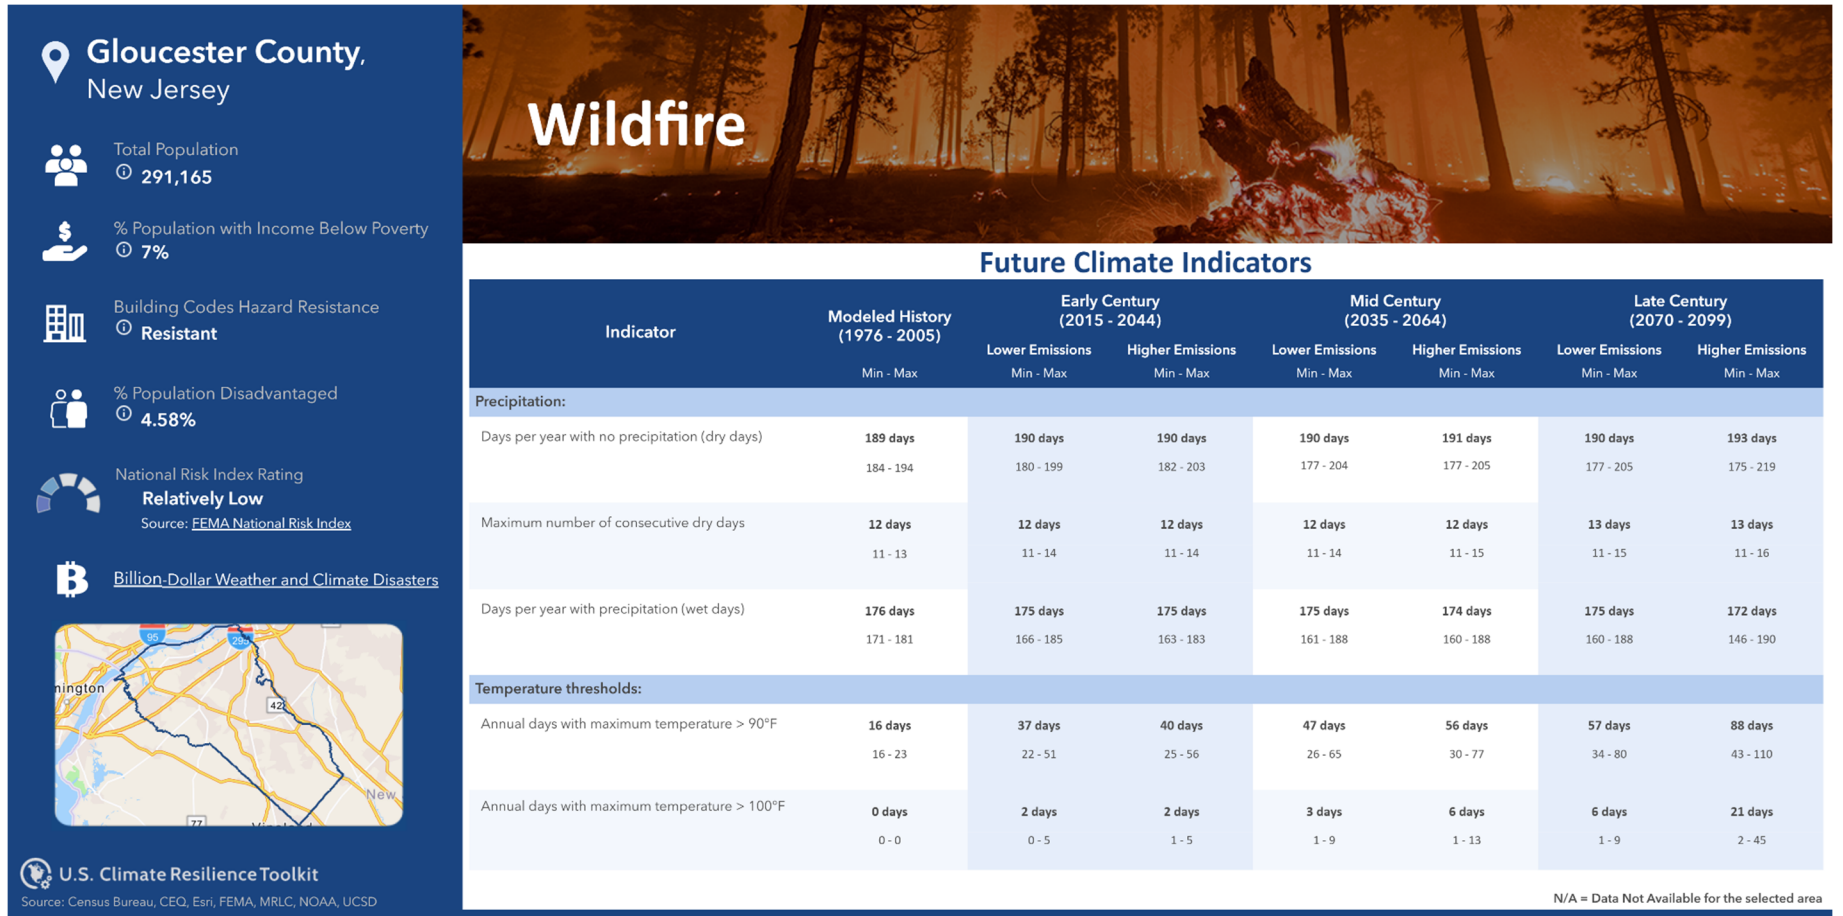 Gloucester County,
New Jersey
Total Population
291,165
% Population with Income Below Poverty
7%
Building Codes Hazard Resistance
Resistant
% Population Disadvantaged
4.58%
National Risk Index Rating
Relatively Low
Source: FEMA National Risk Index
Billion-Dollar Weather and Climate Disasters
95
295
mington
42
New
77
U.S. Climate Resilience Toolkit
Source: Census Bureau, CEQ, Esri, FEMA, MRLC, NOAA, UCSD
Wildfire
Future Climate Indicators
Indicator
Modeled History
(1976 - 2005)
Early Century
(2015 - 2044)
Mid Century
(2035 - 2064)
Late Century
(2070 - 2099)
Lower Emissions Higher Emissions Lower Emissions Higher Emissions Lower Emissions Higher Emissions
Min - Max Min - Max Min - Max Min - Max Min - Max Min - Max Min - Max
Precipitation:
Days per year with no precipitation (dry days) 189 days 190 days 190 days 190 days 191 days 190 days 193 days
184 - 194 180 - 199 182 - 203 177 - 204 177 - 205 177 - 205 175 - 219
Maximum number of consecutive dry days 12 days 12 days 12 days 12 days 12 days 13 days 13 days
11 - 13 11 - 14 11 - 14 11 - 14 11 - 15 11 - 15 11 - 16
Days per year with precipitation (wet days) 176 days 175 days 175 days 175 days 174 days 175 days 172 days
171 - 181 166 - 185 163 - 183 161 - 188 160 - 188 160 - 188 146 - 190
Temperature thresholds:
Annual days with maximum temperature > 90°F 16 days 37 days 40 days 47 days 56 days 57 days 88 days
16 - 23 22 - 51 25 - 56 26 - 65 30 - 77 34 - 80 43 - 110
Annual days with maximum temperature > 100°F 0 days 2 days 2 days 3 days 6 days 6 days 21 days
0 - 0 0 - 5 1 - 5 1 - 9 1 - 13 1 - 9 2 - 45
N/A = Data Not Available for the selected area